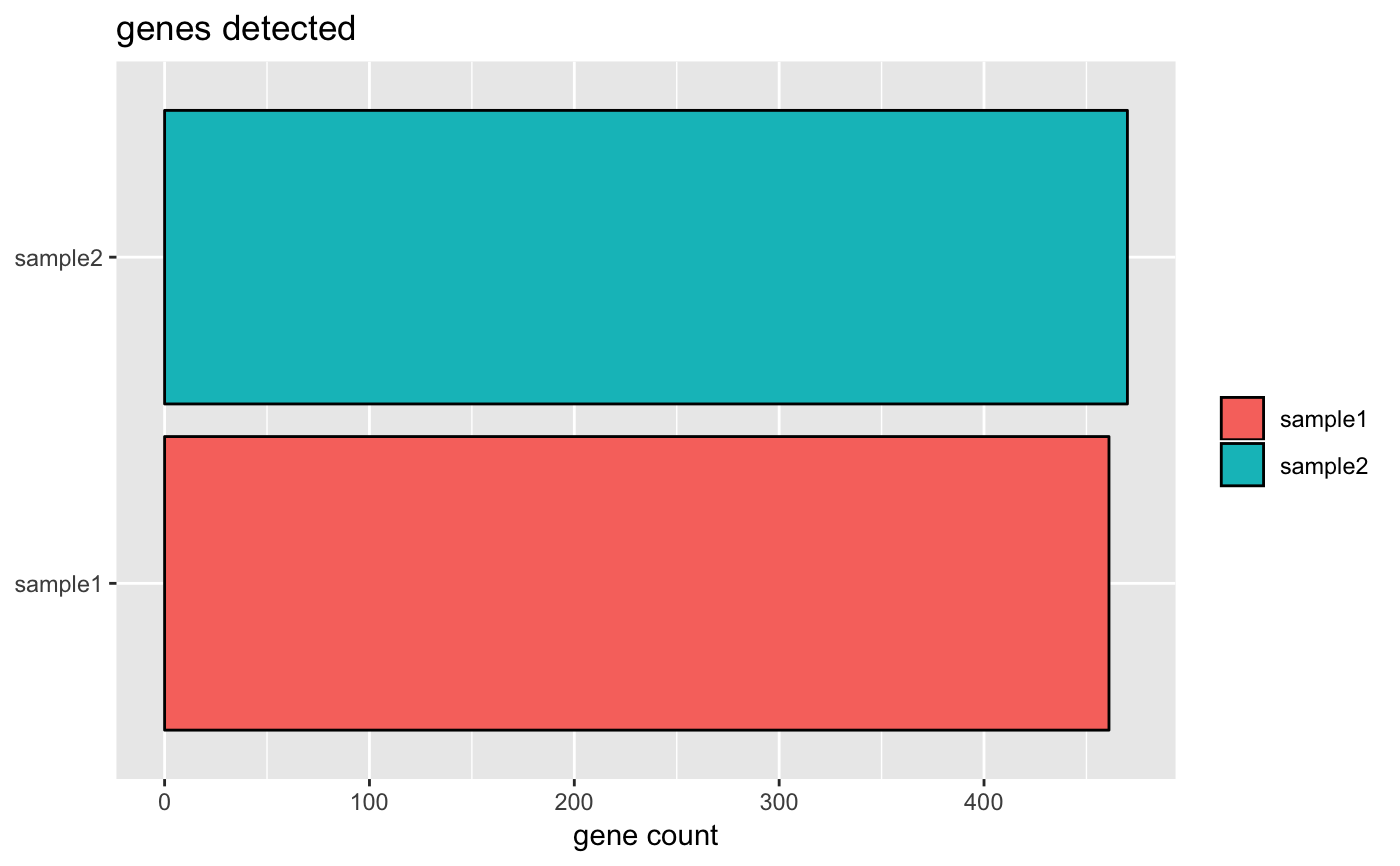 genes detected
sample2
sample1
0 100 200 300 400
gene count
sample1
sample2